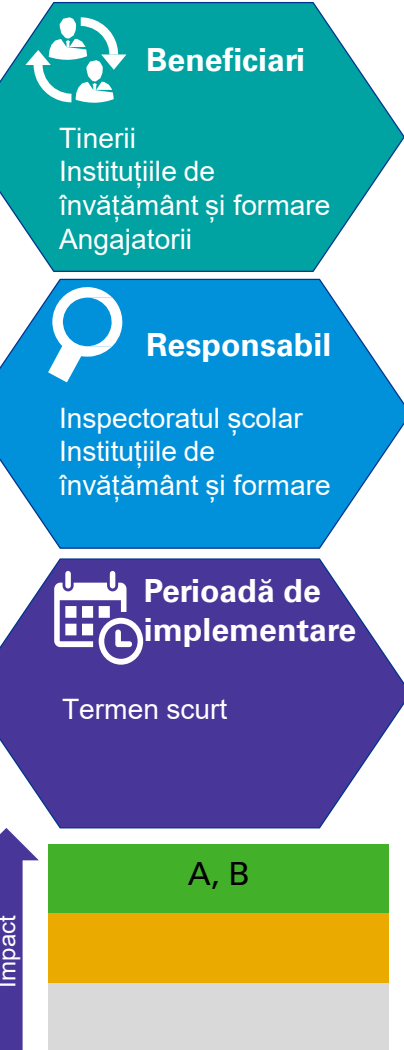 Beneficiari
Tinerii
Instituțiile de
învățământ și formare
Angajatorii
Responsabil
Inspectoratul școlar
Instituțiile de
învățământ și formare
Perioadă de
implementare
Termen scurt
A, B
Impact